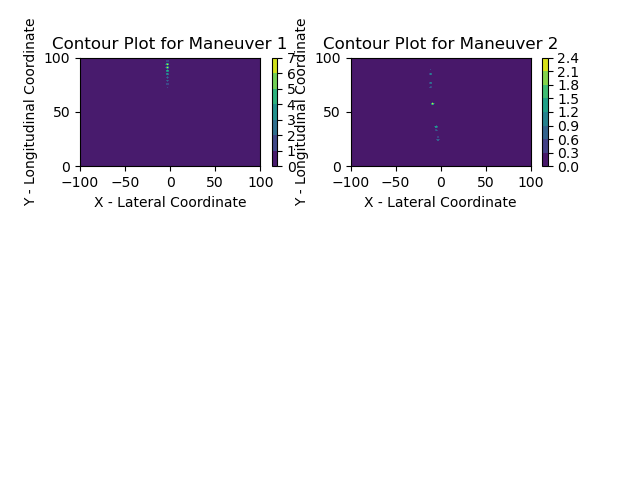 Contour Plot for Maneuver 1
Y - Longitudinal Coordinate
100
50
0
−100 −50 0 50 100
X - Lateral Coordinate
7
6
5
4
3
2
1
0
Contour Plot for Maneuver 2
Y - Longitudinal Coordinate
100
50
0
−100 −50 0 50 100
X - Lateral Coordinate
2.4
2.1
1.8
1.5
1.2
0.9
0.6
0.3
0.0